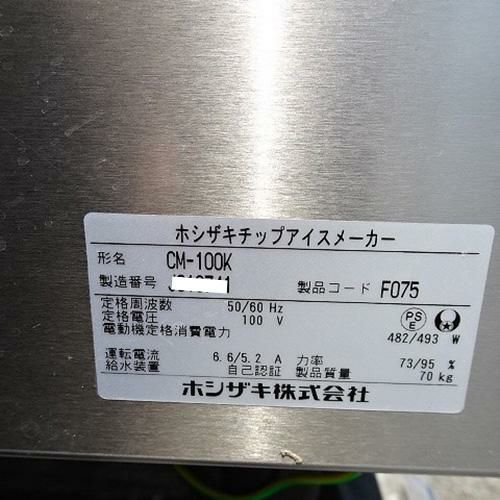 ホシザキチップアイスメーカー
形名 CM-100K
製造番号 製品コード F075
定格周波数 50/60 Hz
定格電圧 100 V
電動機定格消費電力 482/493 W
PSE
運転電流 6.6/5.2 A 力率 73/95 %
給水装置 自己認証 製品質量 70 kg
ホシザキ株式会社